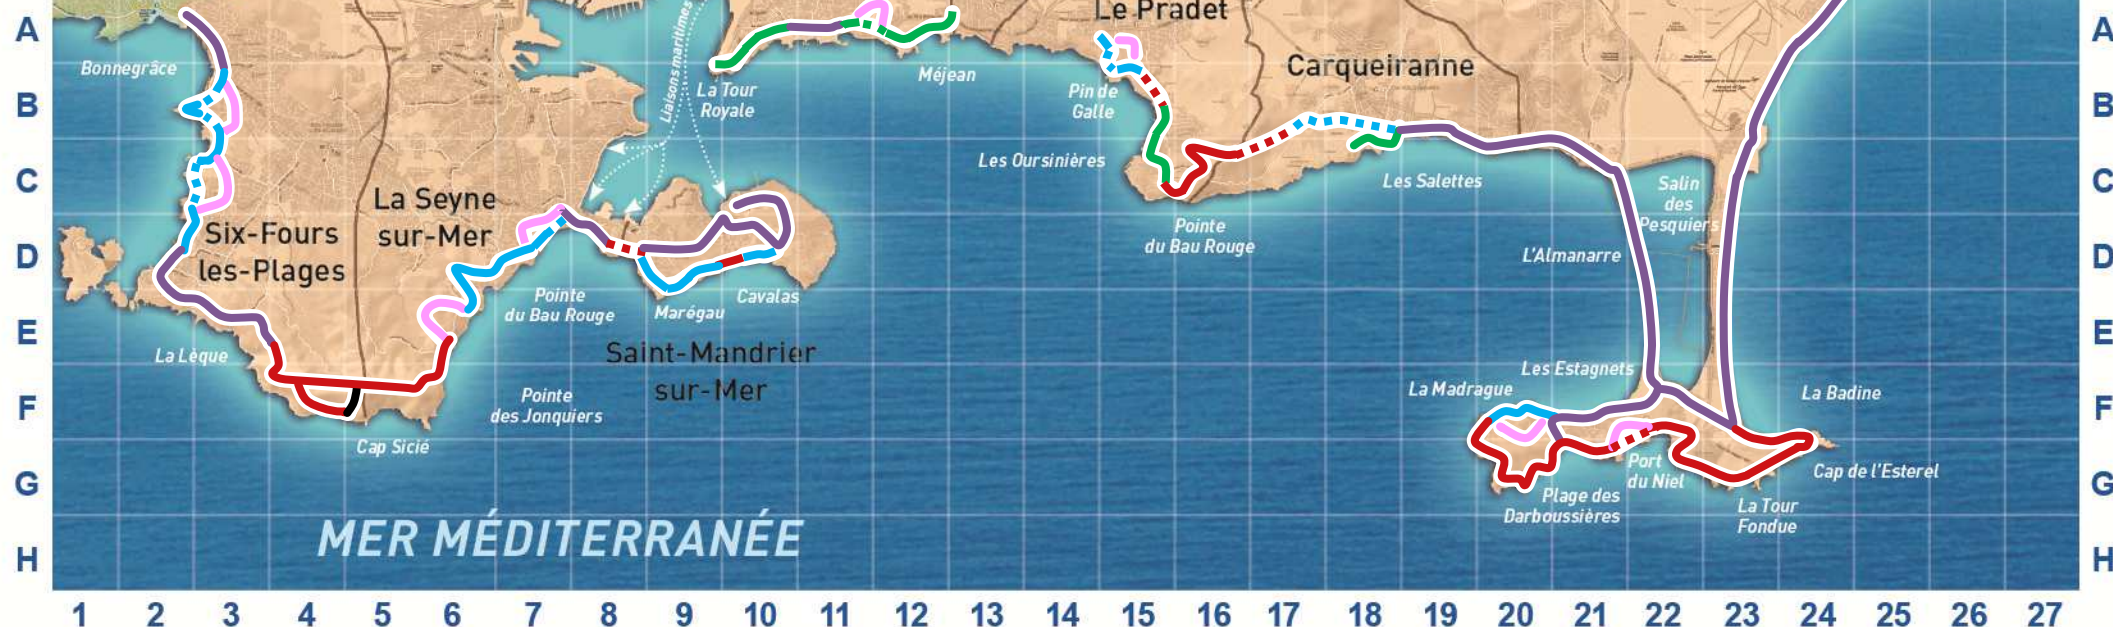 Le Pradet
A
A
Bonnegrâce
Liaisons maritimes
Méjean
Carqueiranne
La Tour
Royale
Pin de
Galle
B
B
Les Oursinières
C
C
La Seyne
sur-Mer
Les Salettes
Salin
des
Pesquiers
Six-Fours
les-Plages
Pointe
du Bau Rouge
L'Almanarre
D
D
Pointe
du Bau Rouge
Marégau
Cavalas
E
E
La Lèque
Saint-Mandrier
sur-Mer
Les Estagnets
La Madrague
La Badine
Pointe
des Jonquiers
F
F
Cap Sicié
Port
du Niel
Cap de l'Esterel
G
G
Plage des
Darboussières
La Tour
Fondue
MER MÉDITERRANÉE
H
H
1 2 3 4 5 6 7 8 9 10 11 12 13 14 15 16 17 18 19 20 21 22 23 24 25 26 27